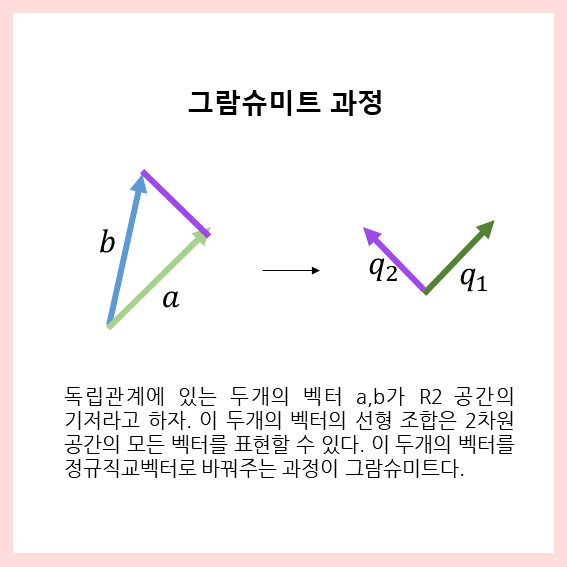 그람슈미트 과정
b
a
q₂
q₁
독립관계에 있는 두개의 벡터 a,b가 R2 공간의
기저라고 하자. 이 두개의 벡터의 선형 조합은 2차원
공간의 모든 벡터를 표현할 수 있다. 이 두개의 벡터를
정규직교벡터로 바꿔주는 과정이 그람슈미트다.